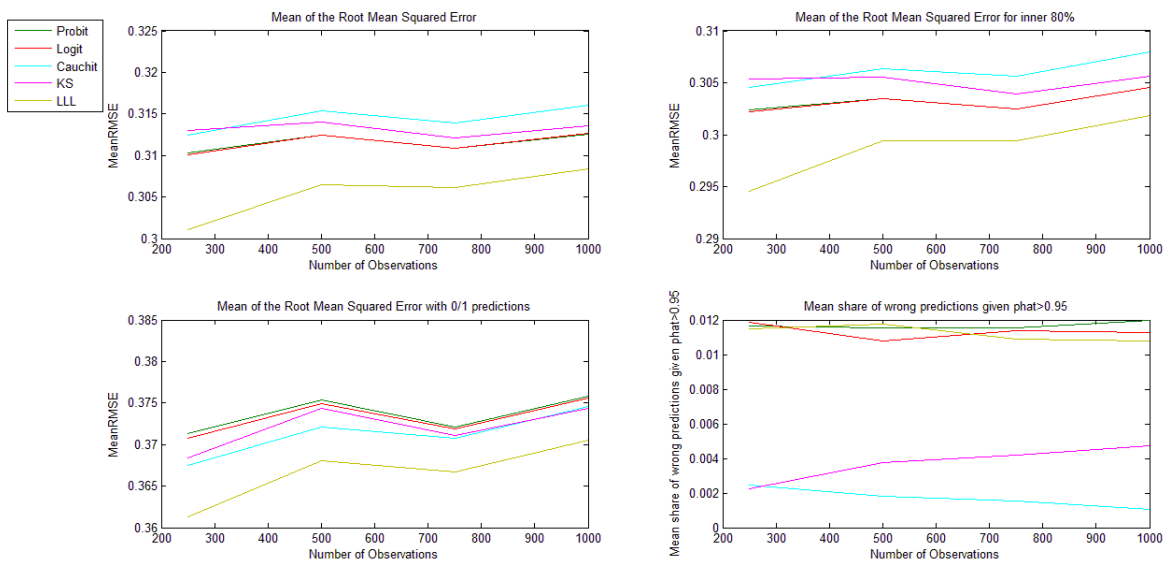 Probit
Logit
Cauchit
KS
LLL
Mean of the Root Mean Squared Error
0.325
0.32
0.315
0.31
0.305
0.3
MeanRMSE
200 300 400 500 600 700 800 900 1000
Number of Observations
Mean of the Root Mean Squared Error for inner 80%
0.31
0.305
0.3
0.295
0.29
MeanRMSE
200 300 400 500 600 700 800 900 1000
Number of Observations
Mean of the Root Mean Squared Error with 0/1 predictions
0.385
0.38
0.375
0.37
0.365
0.36
MeanRMSE
200 300 400 500 600 700 800 900 1000
Number of Observations
Mean share of wrong predictions given phat>0.95
0.012
0.01
0.008
0.006
0.004
0.002
0
Mean share of wrong predictions given phat>0.95
200 300 400 500 600 700 800 900 1000
Number of Observations